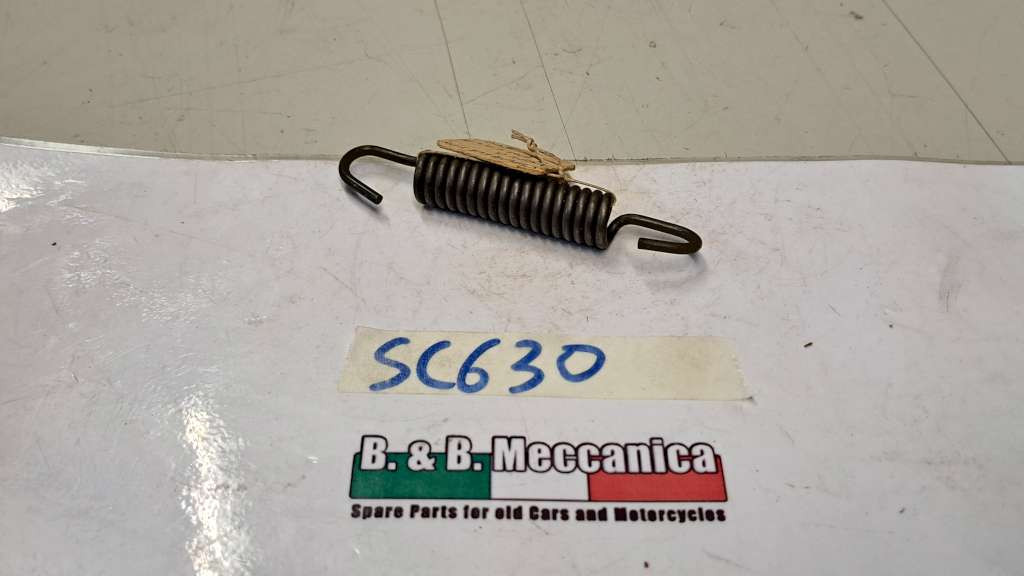 SC630
B. & B. Meccanica
Spare Parts for old Cars and Motorcycles